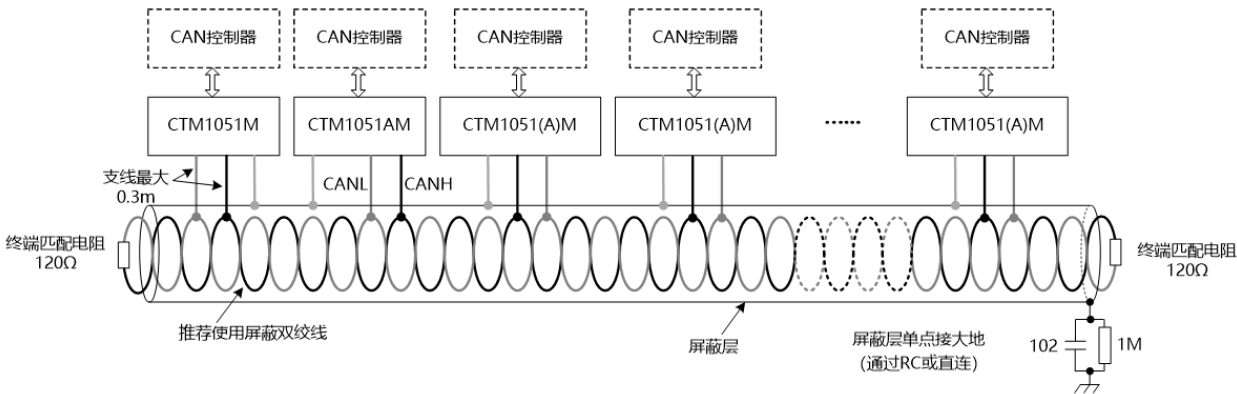 CAN控制器
CAN控制器
CAN控制器
CAN控制器
CAN控制器
CTM1051M
CTM1051AM
CTM1051(A)M
CTM1051(A)M
......
CTM1051(A)M
支线最大
0.3m
CANL
CANH
终端匹配电阻
120Ω
终端匹配电阻
120Ω
推荐使用屏蔽双绞线
屏蔽层
屏蔽层单点接大地
(通过RC或直连)
102
1M